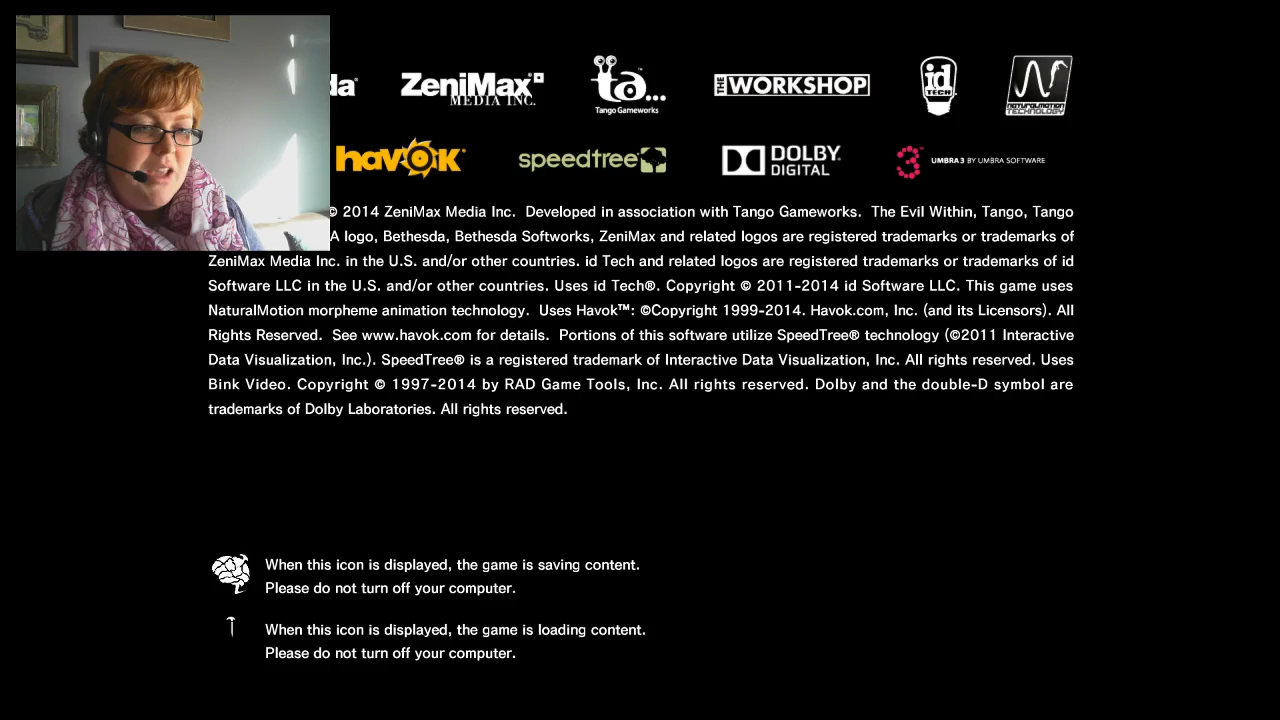 da
ZeniMax
MEDIA INC.
ta...
Tango Gameworks
THE WORKSHOP
id
TECH
NATURALMOTION
TECHNOLOGY
havok
speedtree
DOLBY
DIGITAL
3
UMBRA 3 BY UMBRA SOFTWARE
© 2014 ZeniMax Media Inc.  Developed in association with Tango Gameworks.  The Evil Within, Tango, Tango
A logo, Bethesda, Bethesda Softworks, ZeniMax and related logos are registered trademarks or trademarks of
ZeniMax Media Inc. in the U.S. and/or other countries. id Tech and related logos are registered trademarks or trademarks of id
Software LLC in the U.S. and/or other countries. Uses id Tech®. Copyright © 2011-2014 id Software LLC. This game uses
NaturalMotion morpheme animation technology.  Uses Havok™: ©Copyright 1999-2014. Havok.com, Inc. (and its Licensors). All
Rights Reserved.  See www.havok.com for details.  Portions of this software utilize SpeedTree® technology (©2011 Interactive
Data Visualization, Inc.). SpeedTree® is a registered trademark of Interactive Data Visualization, Inc. All rights reserved. Uses
Bink Video. Copyright © 1997-2014 by RAD Game Tools, Inc. All rights reserved. Dolby and the double-D symbol are
trademarks of Dolby Laboratories. All rights reserved.
When this icon is displayed, the game is saving content.
Please do not turn off your computer.
When this icon is displayed, the game is loading content.
Please do not turn off your computer.